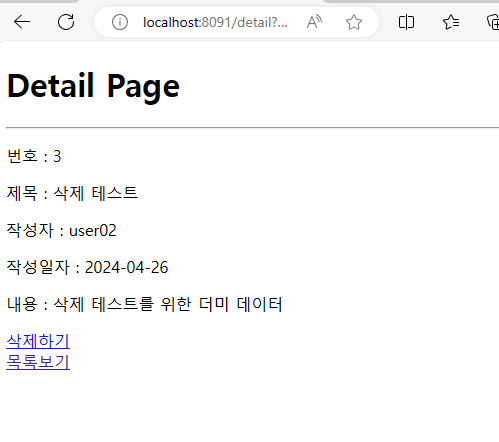 localhost:8091/detail?...
Detail Page
번호 : 3
제목 : 삭제 테스트
작성자 : user02
작성일자 : 2024-04-26
내용 : 삭제 테스트를 위한 더미 데이터
삭제하기
목록보기